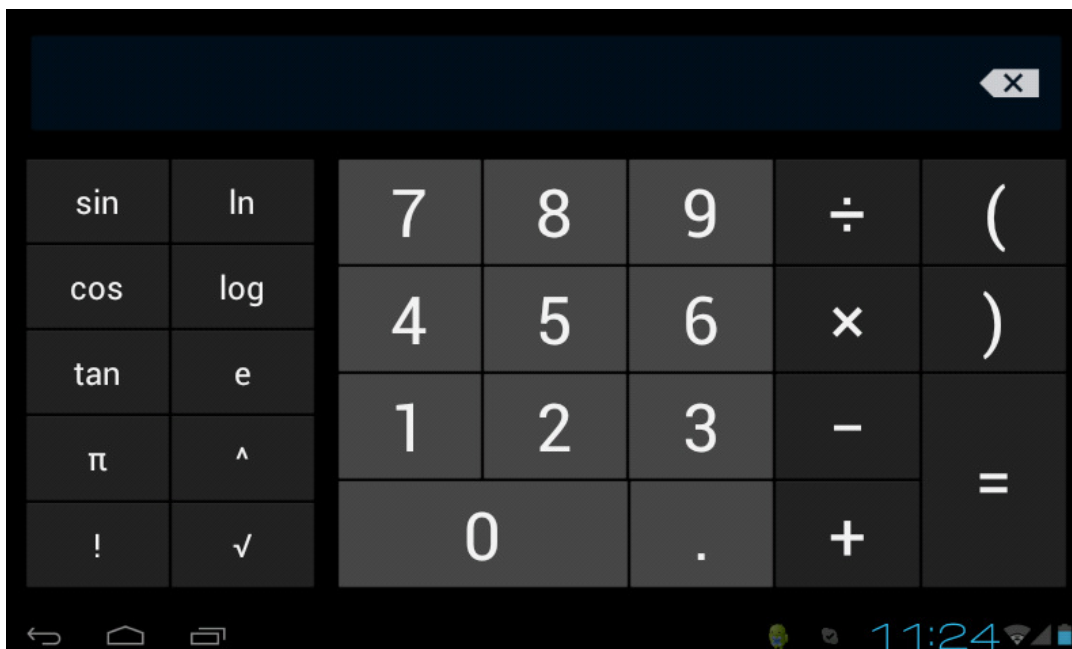 sin ln 7 8 9 ÷ (
cos log 4 5 6 × )
tan e 1 2 3 −
π ^ =
! √ 0 . +
11:24